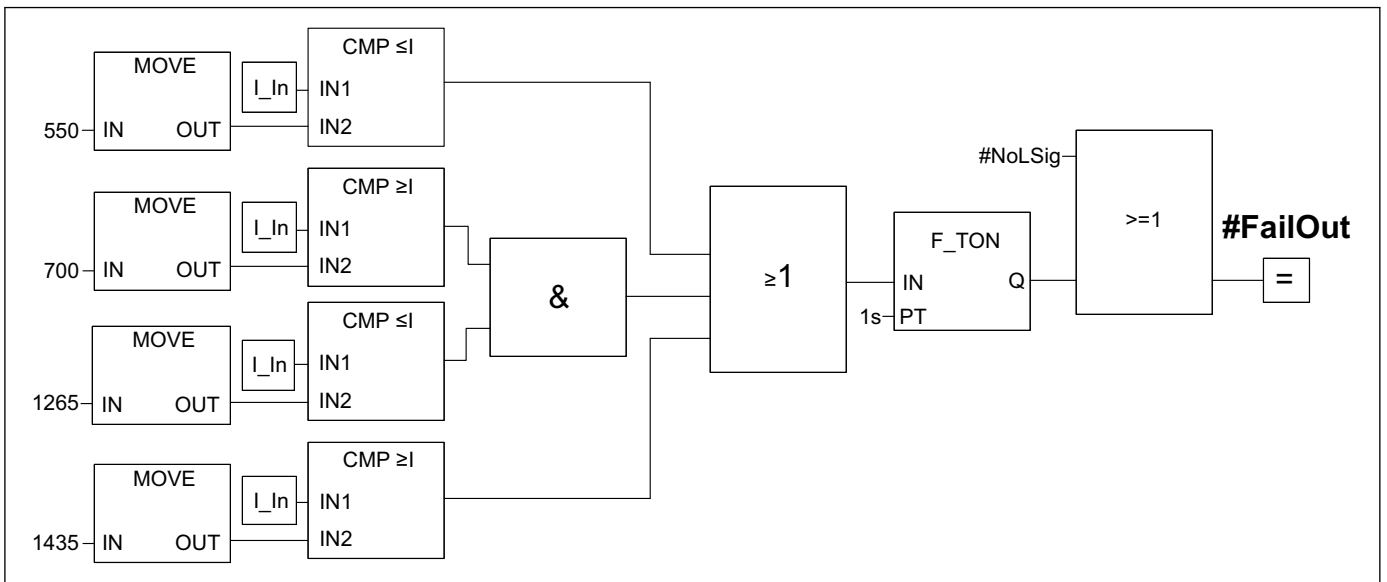 MOVE
IN OUT
550
I_In
CMP ≤I
IN1
IN2
MOVE
IN OUT
700
I_In
CMP ≥I
IN1
IN2
MOVE
IN OUT
1265
I_In
CMP ≤I
IN1
IN2
MOVE
IN OUT
1435
I_In
CMP ≥I
IN1
IN2
&
≥1
F_TON
IN Q
1s PT
#NoLSig
>=1
#FailOut
=